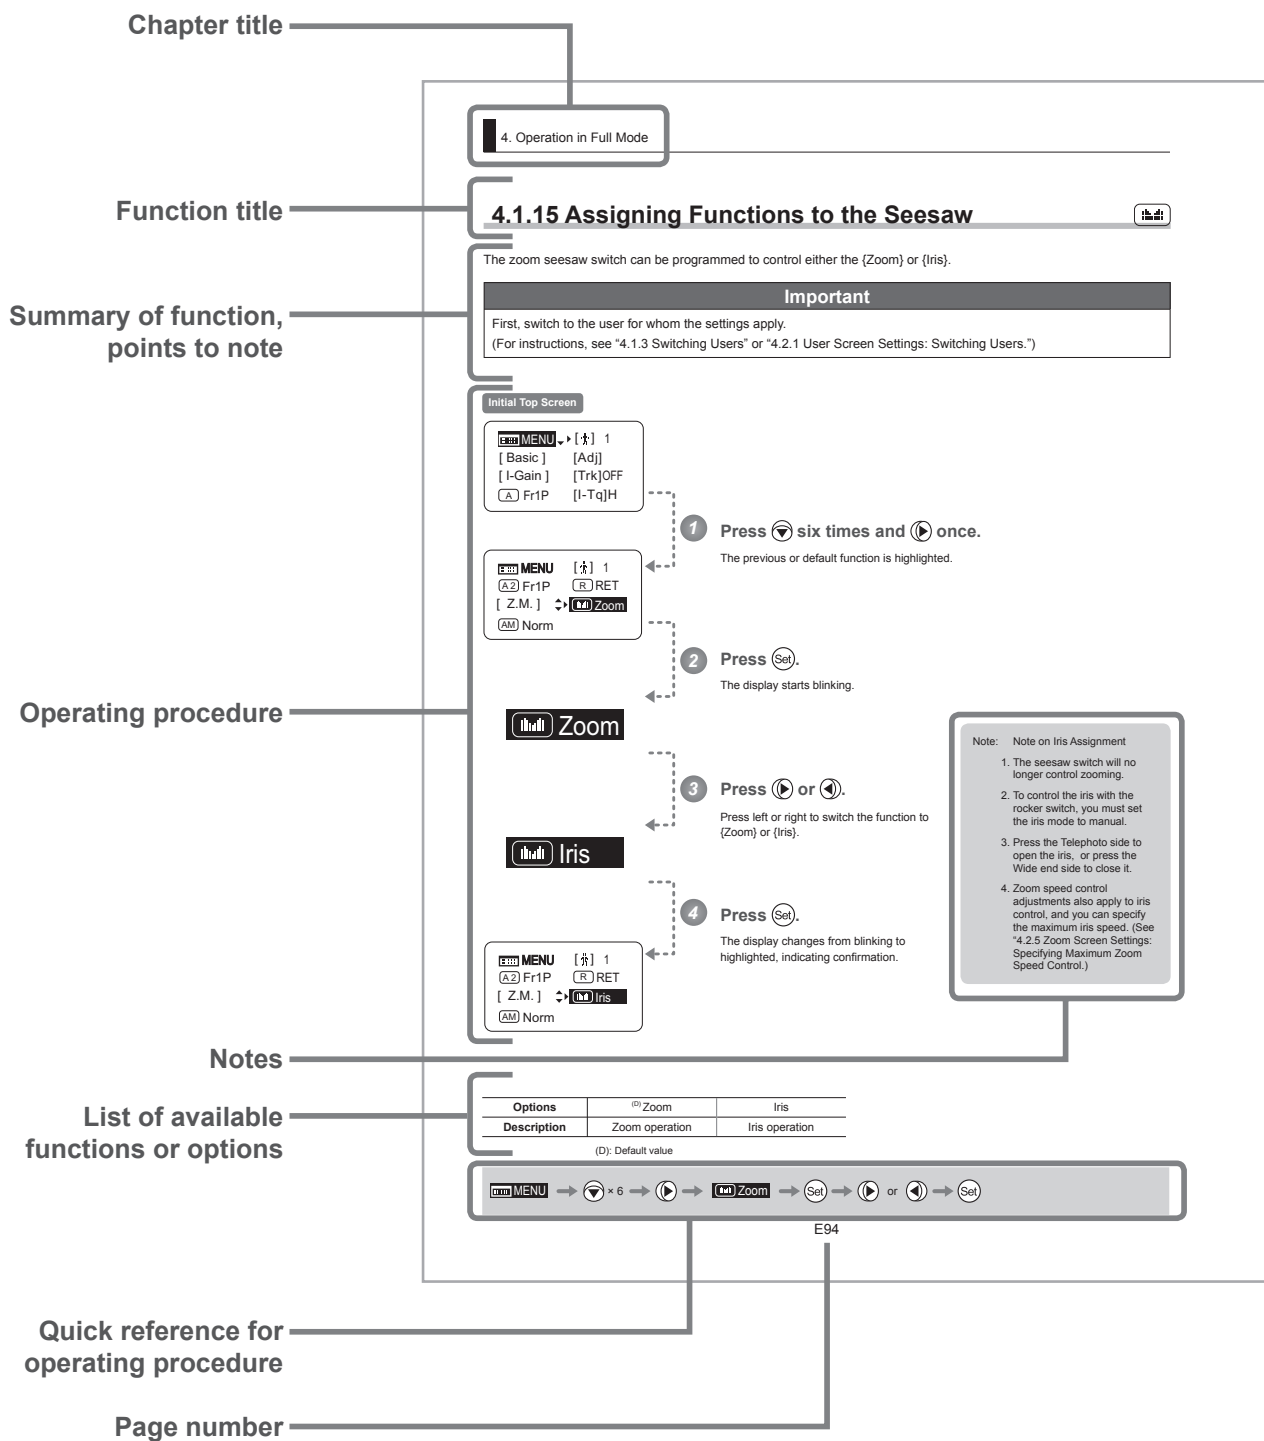 Chapter title
4. Operation in Full Mode
Function title
4.1.15 Assigning Functions to the Seesaw
Summary of function,
points to note
The zoom seesaw switch can be programmed to control either the {Zoom} or {Iris}.
Important
First, switch to the user for whom the settings apply.
(For instructions, see “4.1.3 Switching Users” or “4.2.1 User Screen Settings: Switching Users.”)
Operating procedure
Initial Top Screen
MENU [ ] 1
[ Basic ] [Adj]
[ I-Gain ] [Trk]OFF
A Fr1P [I-Tq]H
1 Press six times and once.
The previous or default function is highlighted.
MENU [ ] 1
A2 Fr1P R RET
[ Z.M. ] Zoom
AM Norm
2 Press Set.
The display starts blinking.
Zoom
3 Press or .
Press left or right to switch the function to
{Zoom} or {Iris}.
Iris
4 Press Set.
The display changes from blinking to
highlighted, indicating confirmation.
MENU [ ] 1
A2 Fr1P R RET
[ Z.M. ] Iris
AM Norm
Notes
Note: Note on Iris Assignment
1. The seesaw switch will no
longer control zooming.
2. To control the iris with the
rocker switch, you must set
the iris mode to manual.
3. Press the Telephoto side to
open the iris, or press the
Wide end side to close it.
4. Zoom speed control
adjustments also apply to iris
control, and you can specify
the maximum iris speed. (See
“4.2.5 Zoom Screen Settings:
Specifying Maximum Zoom
Speed Control.)
List of available
functions or options
Options (D) Zoom Iris
Description Zoom operation Iris operation
(D): Default value
Quick reference for
operating procedure
MENU × 6 Zoom Set or Set
Page number
E94